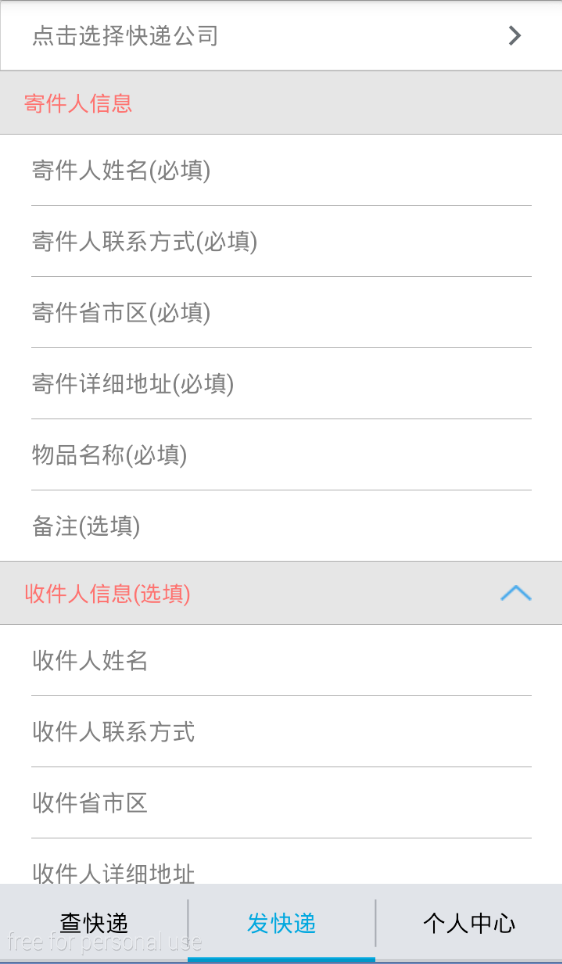 点击选择快递公司
寄件人信息
寄件人姓名(必填)
寄件人联系方式(必填)
寄件省市区(必填)
寄件详细地址(必填)
物品名称(必填)
备注(选填)
收件人信息(选填)
收件人姓名
收件人联系方式
收件省市区
收件人详细地址
查快递 发快递 个人中心
free for personal use